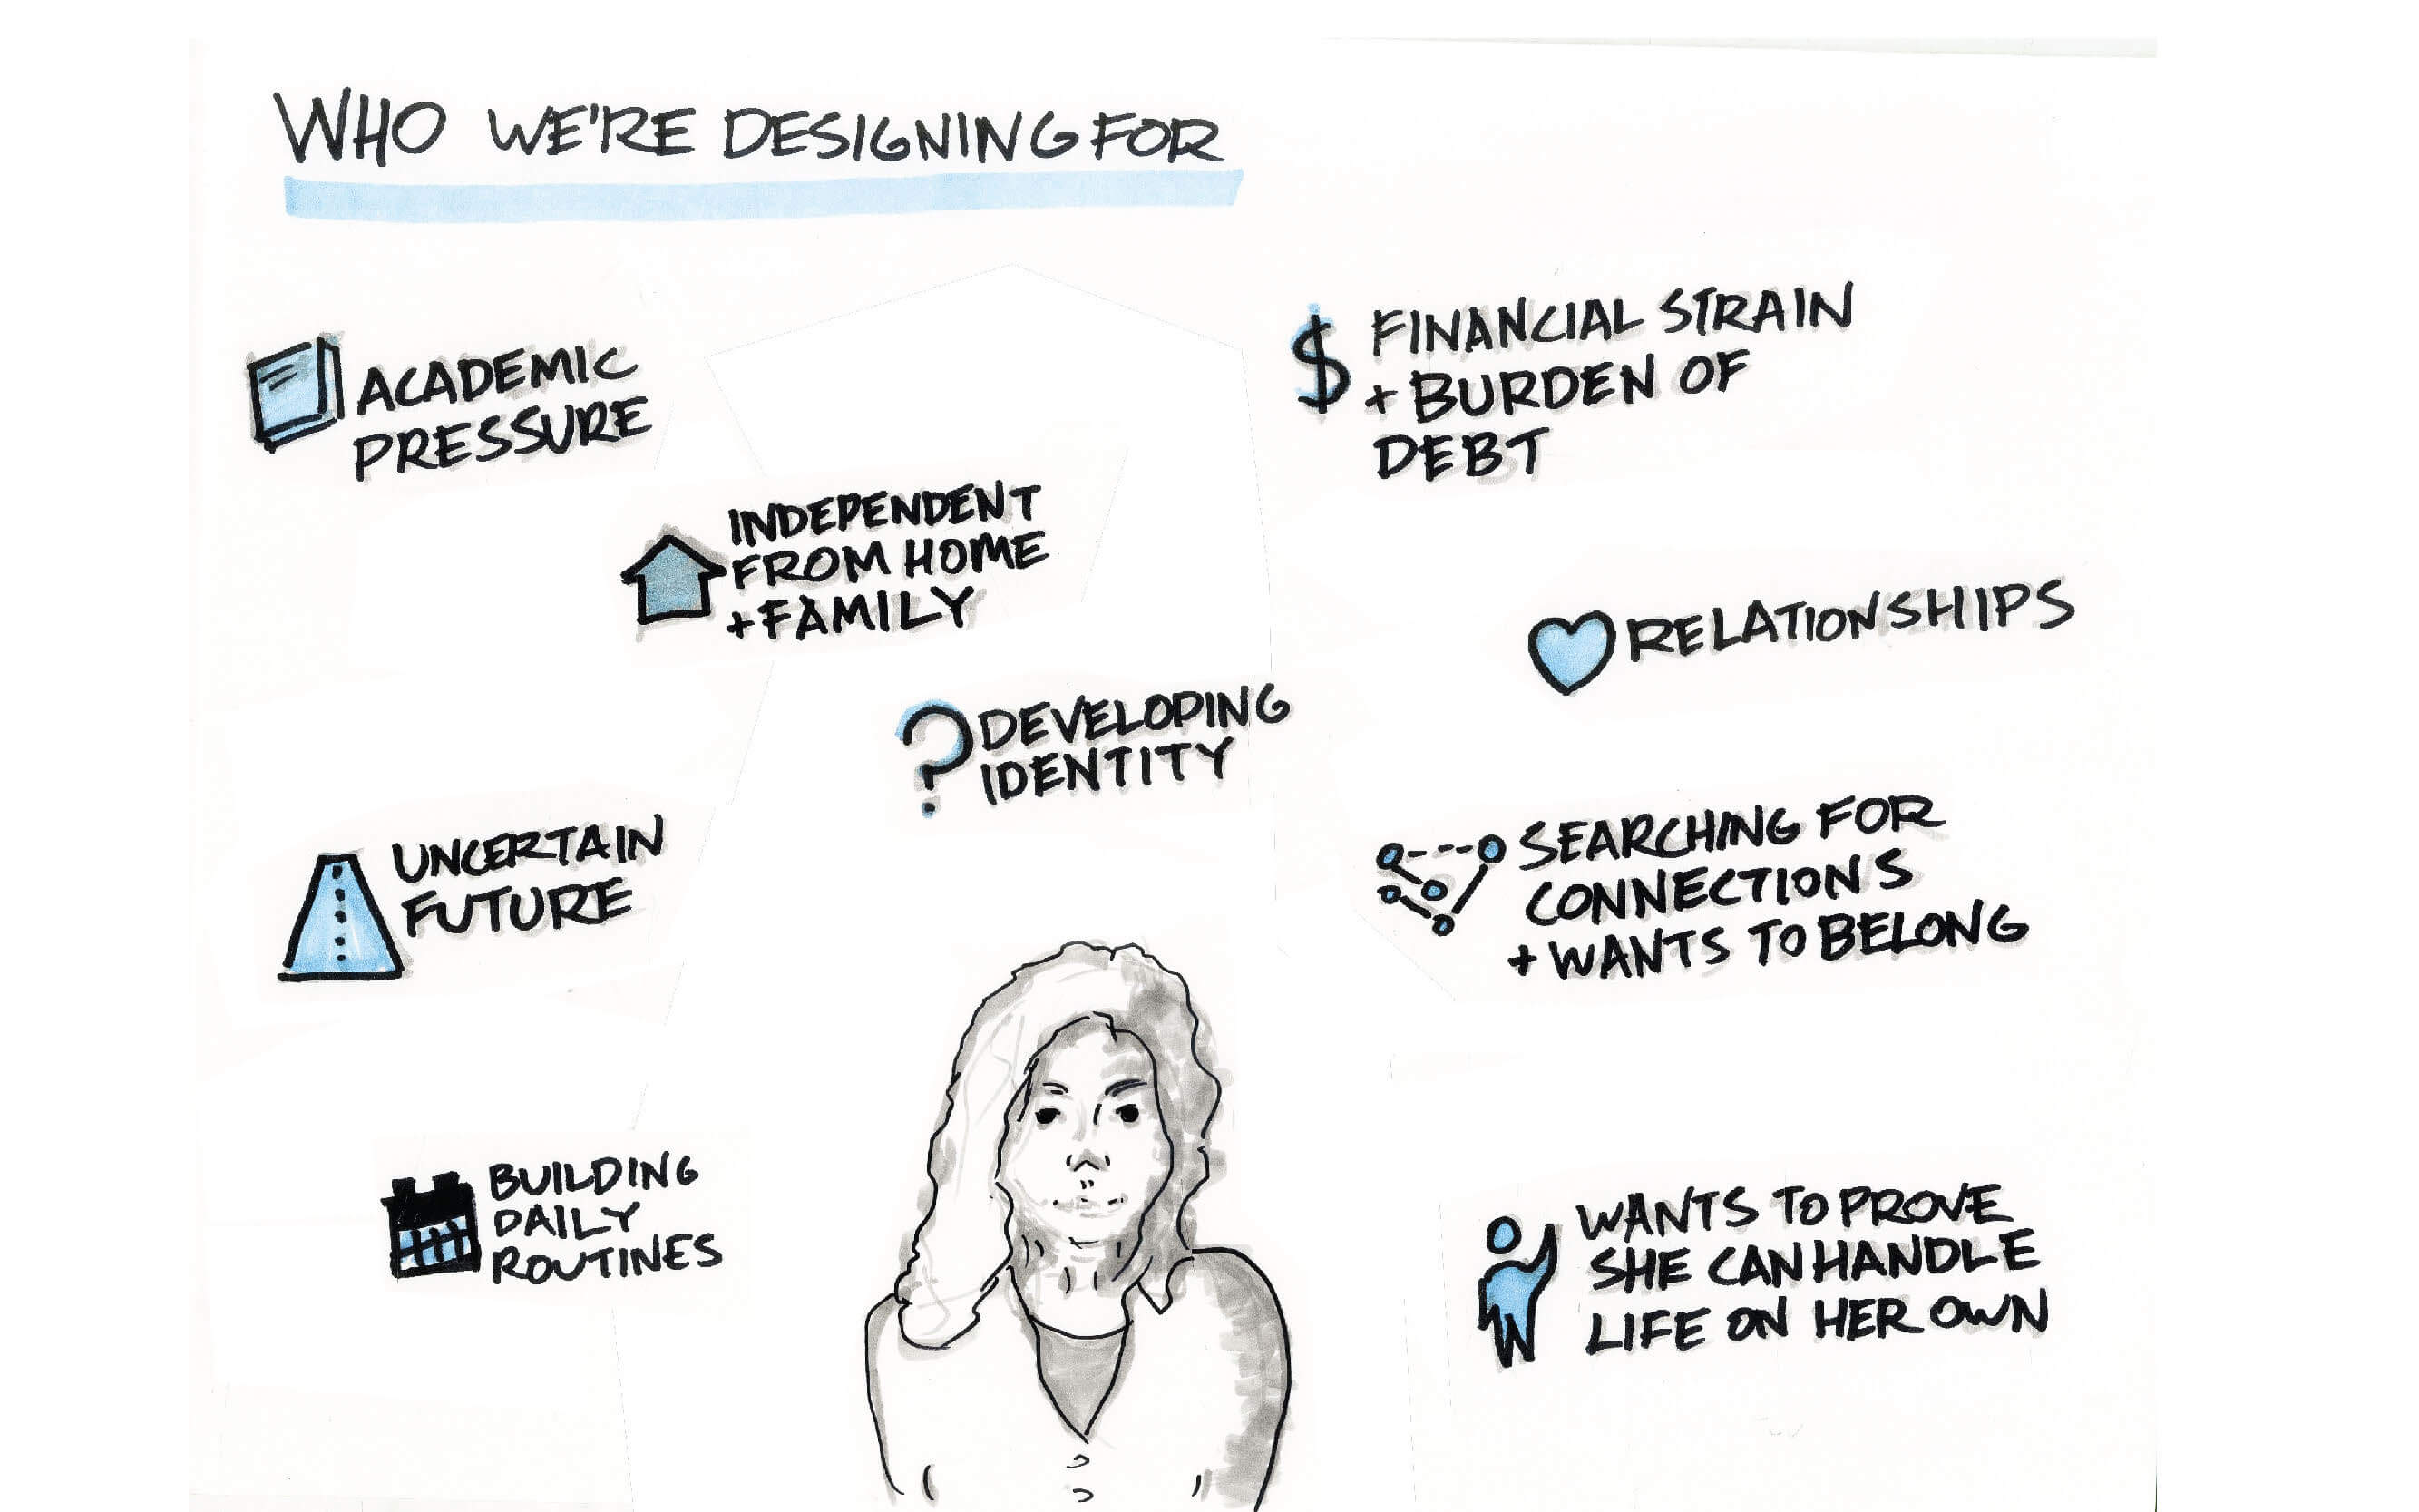 WHO WE'RE DESIGNING FOR
ACADEMIC
PRESSURE
$ FINANCIAL STRAIN
+ BURDEN OF
DEBT
INDEPENDENT
FROM HOME
+ FAMILY
RELATIONSHIPS
? DEVELOPING
IDENTITY
UNCERTAIN
FUTURE
SEARCHING FOR
CONNECTIONS
+ WANTS TO BELONG
BUILDING
DAILY
ROUTINES
WANTS TO PROVE
SHE CAN HANDLE
LIFE ON HER OWN